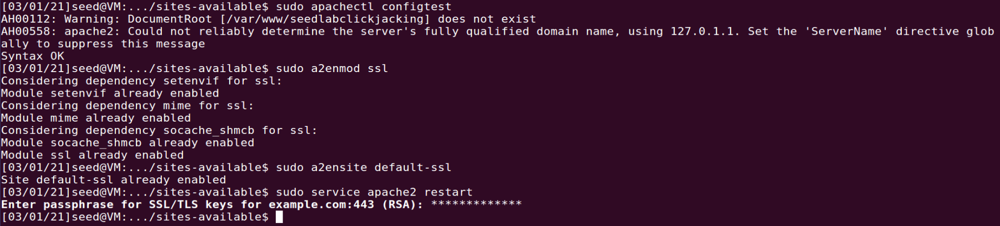 [03/01/21]seed@VM:.../sites-available$ sudo apachectl configtest
AH00112: Warning: DocumentRoot [/var/www/seedlabclickjacking] does not exist
AH00558: apache2: Could not reliably determine the server's fully qualified domain name, using 127.0.1.1. Set the 'ServerName' directive glob
ally to suppress this message
Syntax OK
[03/01/21]seed@VM:.../sites-available$ sudo a2enmod ssl
Considering dependency setenvif for ssl:
Module setenvif already enabled
Considering dependency mime for ssl:
Module mime already enabled
Considering dependency socache_shmcb for ssl:
Module socache_shmcb already enabled
Module ssl already enabled
[03/01/21]seed@VM:.../sites-available$ sudo a2ensite default-ssl
Site default-ssl already enabled
[03/01/21]seed@VM:.../sites-available$ sudo service apache2 restart
Enter passphrase for SSL/TLS keys for example.com:443 (RSA): *************
[03/01/21]seed@VM:.../sites-available$